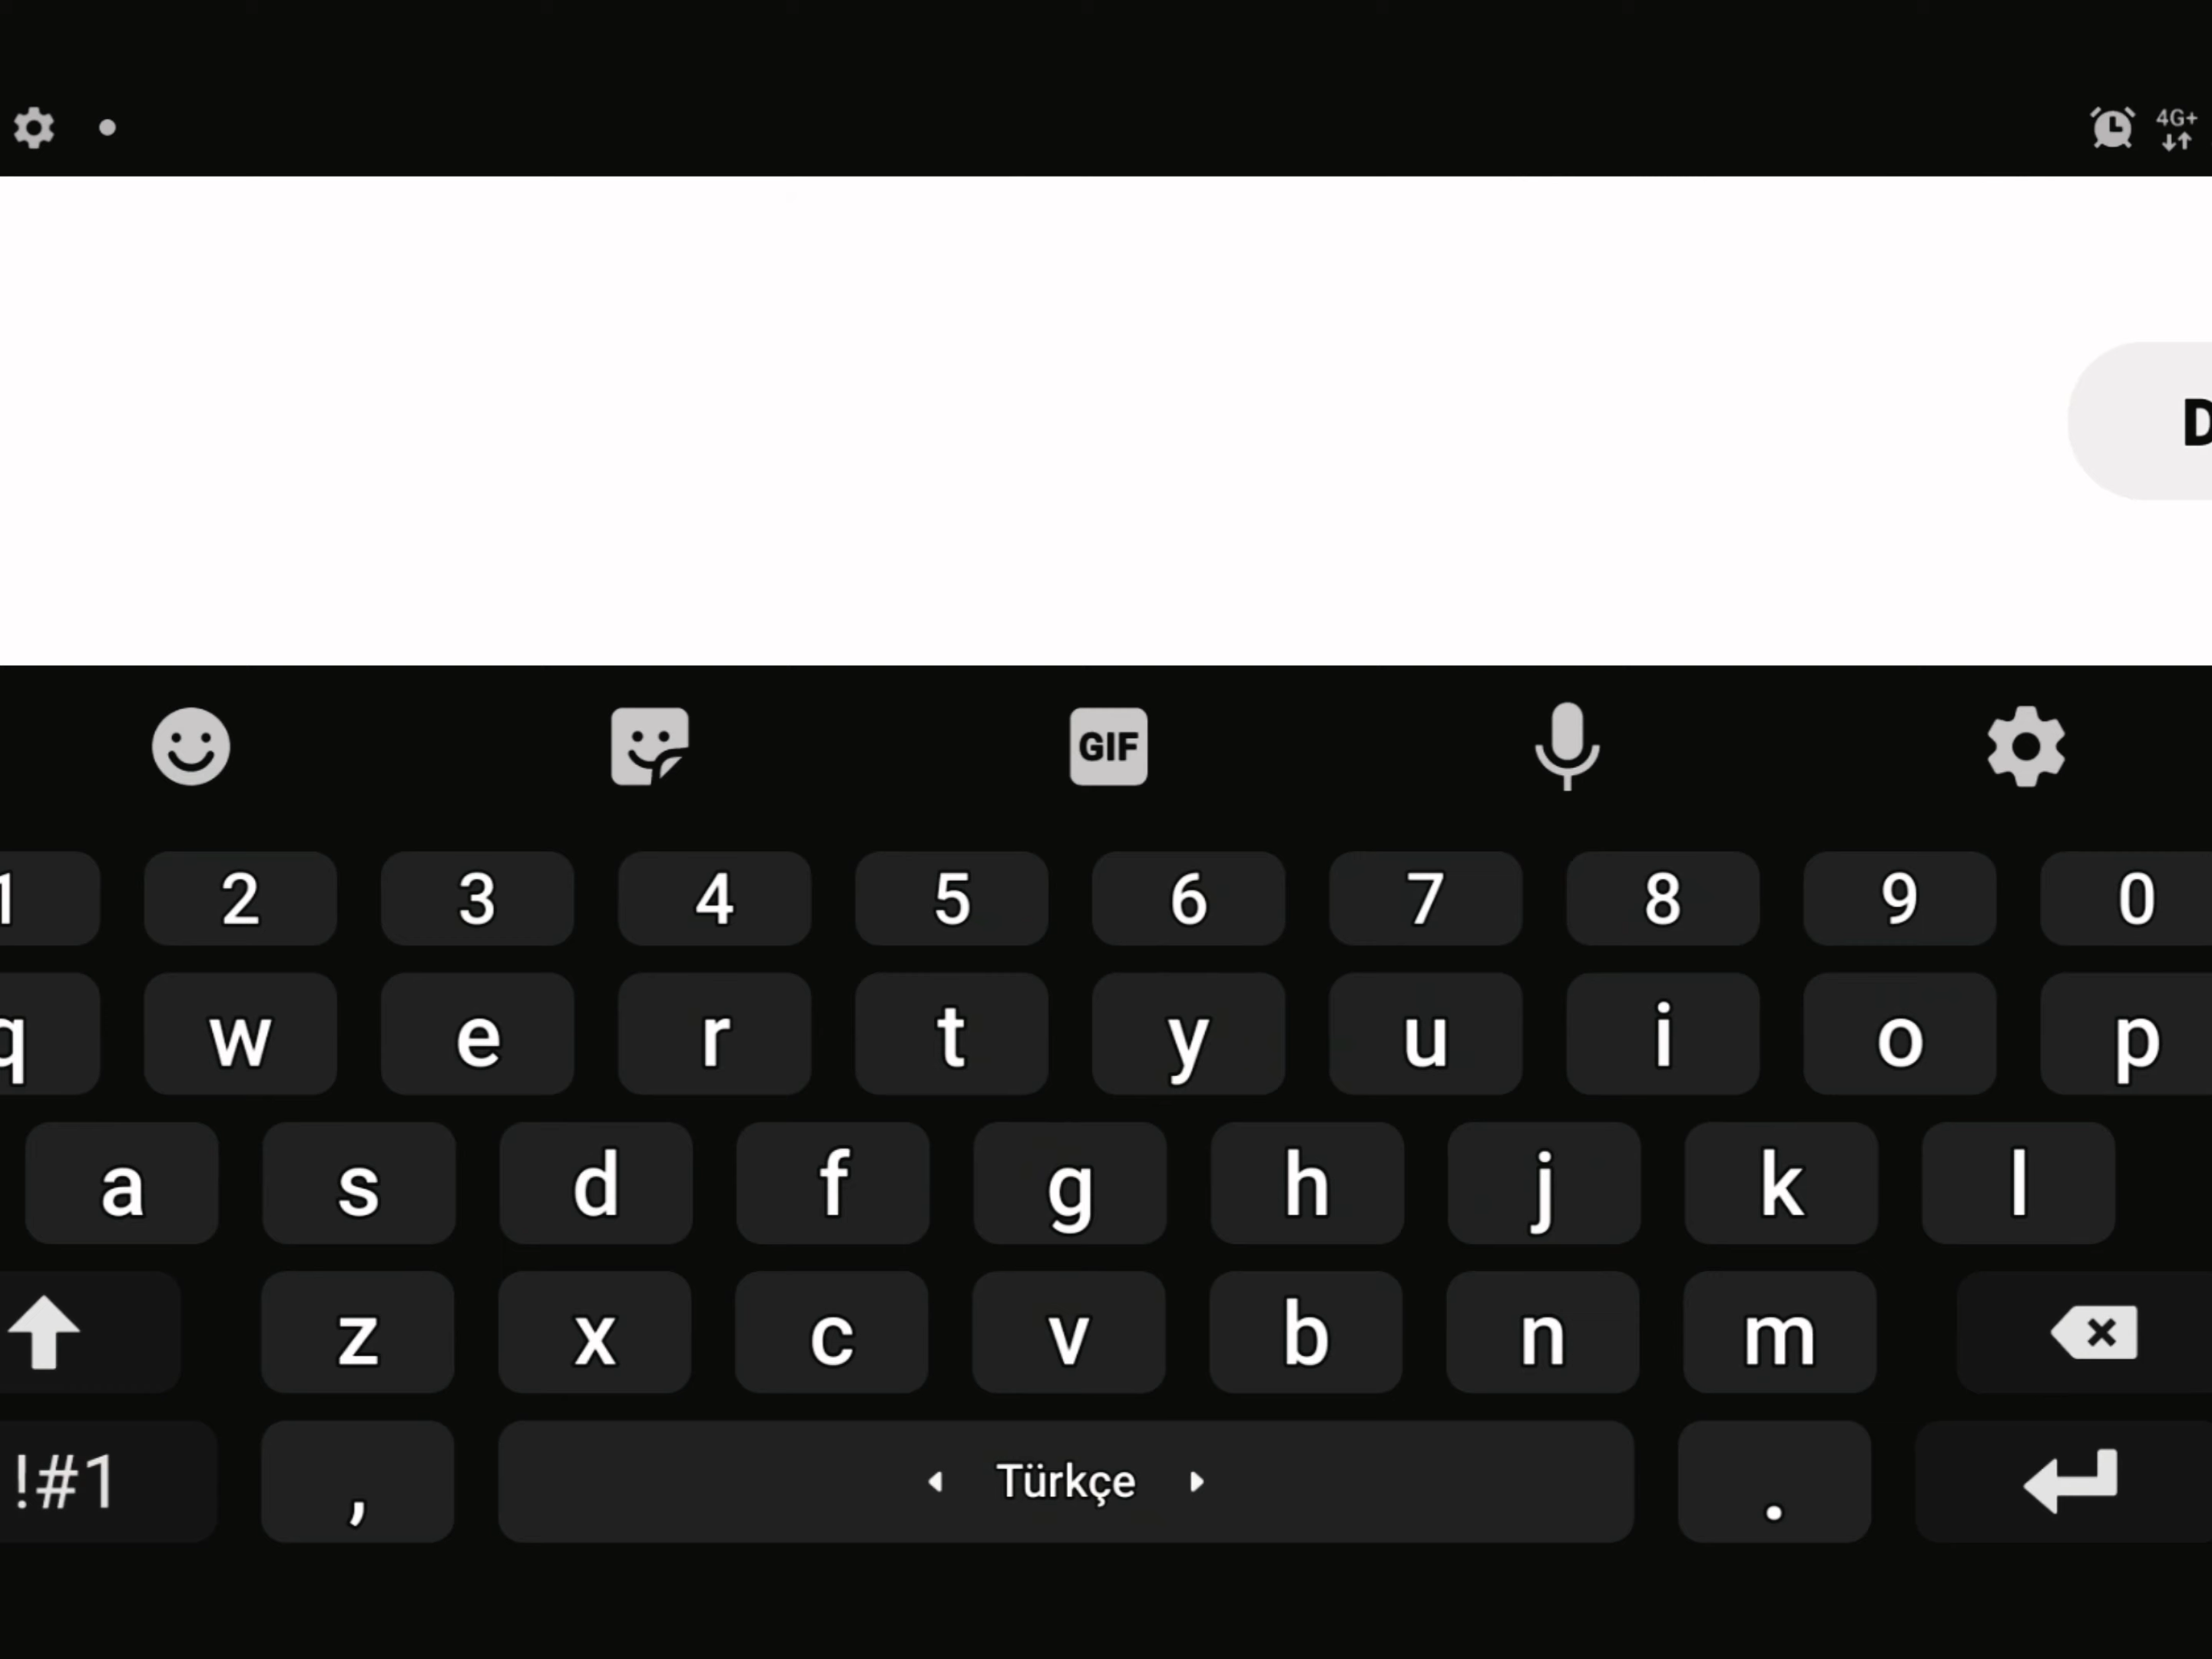 4G+
D
GIF
1 2 3 4 5 6 7 8 9 0
q w e r t y u i o p
a s d f g h j k l
z x c v b n m
!#1 , Türkçe .